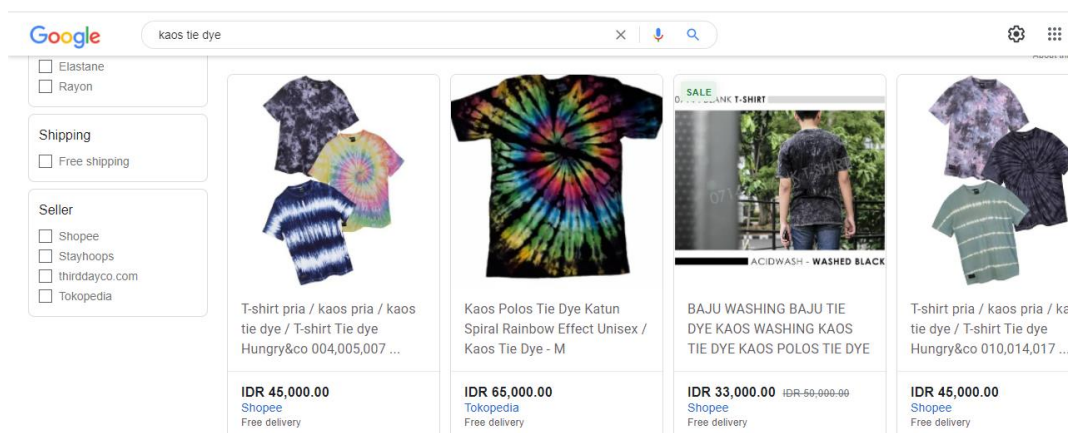 Google
kaos tie dye
Elastane
Rayon
Shipping
Free shipping
Seller
Shopee
Stayhoops
thirddayco.com
Tokopedia
T-shirt pria / kaos pria / kaos
tie dye / T-shirt Tie dye
Hungry&co 004,005,007 ...
IDR 45,000.00
Shopee
Free delivery
Kaos Polos Tie Dye Katun
Spiral Rainbow Effect Unisex /
Kaos Tie Dye - M
IDR 65,000.00
Tokopedia
Free delivery
SALE
BLANK T-SHIRT
ACIDWASH - WASHED BLACK
BAJU WASHING BAJU TIE
DYE KAOS WASHING KAOS
TIE DYE KAOS POLOS TIE DYE
IDR 33,000.00 IDR 50,000.00
Shopee
Free delivery
T-shirt pria / kaos pria / ka
tie dye / T-shirt Tie dye
Hungry&co 010,014,017 ...
IDR 45,000.00
Shopee
Free delivery